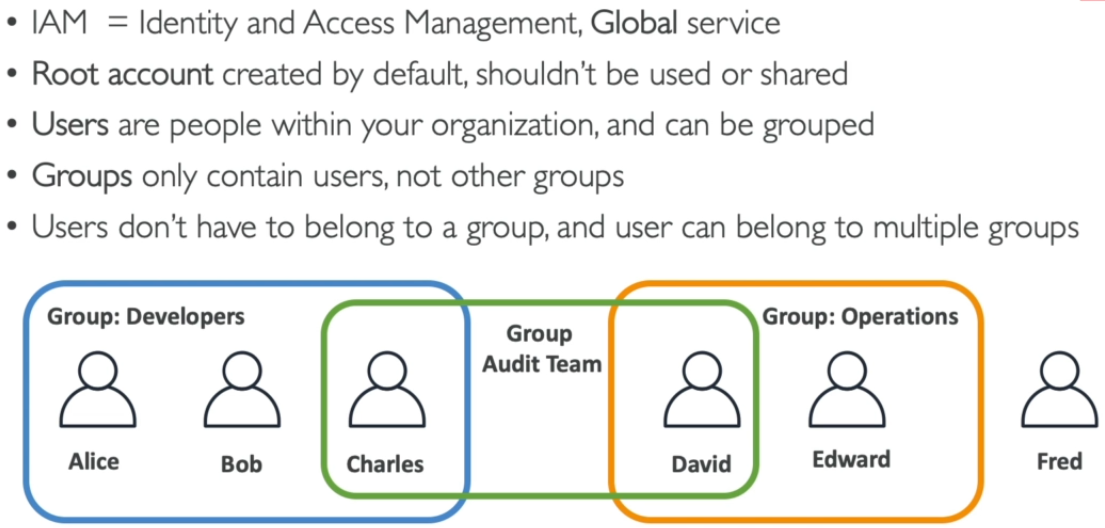 • IAM = Identity and Access Management, Global service
• Root account created by default, shouldn't be used or shared
• Users are people within your organization, and can be grouped
• Groups only contain users, not other groups
• Users don't have to belong to a group, and user can belong to multiple groups
Group: Developers
Group
Audit Team
Group: Operations
Alice
Bob
Charles
David
Edward
Fred